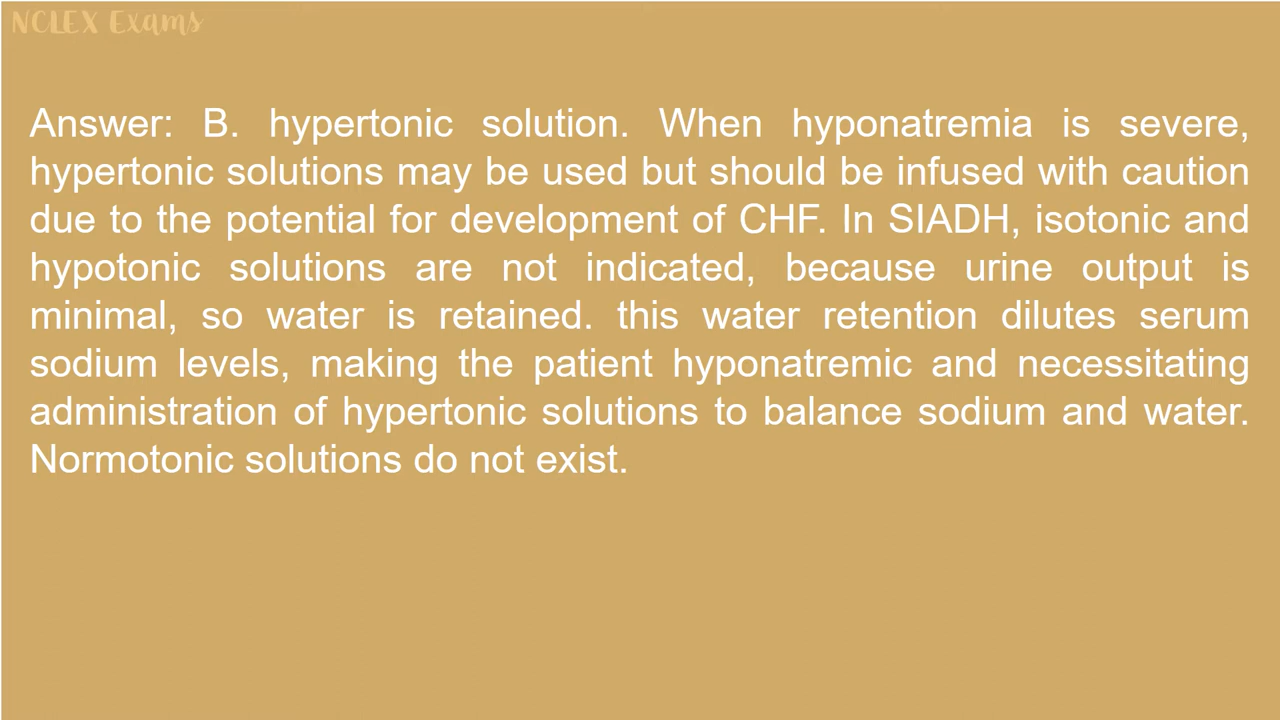 NCLEX Exams
Answer: B. hypertonic solution. When hyponatremia is severe,
hypertonic solutions may be used but should be infused with caution
due to the potential for development of CHF. In SIADH, isotonic and
hypotonic solutions are not indicated, because urine output is
minimal, so water is retained. this water retention dilutes serum
sodium levels, making the patient hyponatremic and necessitating
administration of hypertonic solutions to balance sodium and water.
Normotonic solutions do not exist.